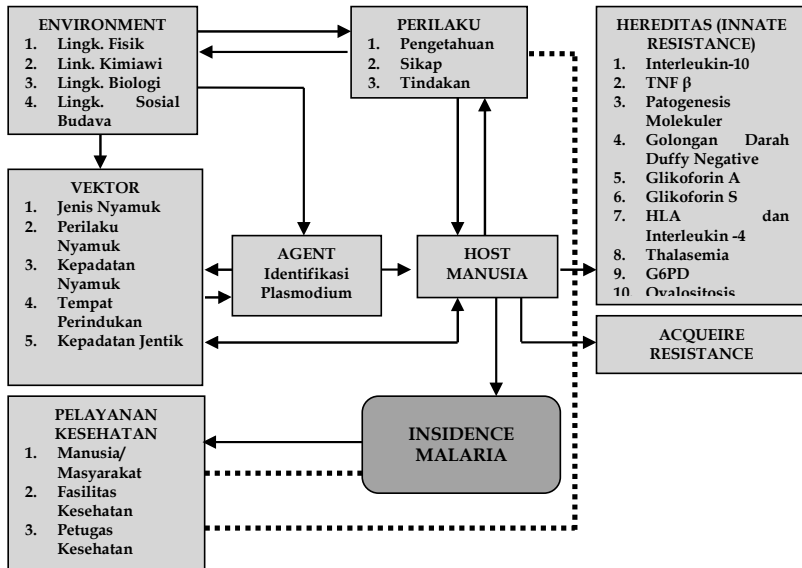 ENVIRONMENT
1. Lingk. Fisik
2. Link. Kimiawi
3. Lingk. Biologi
4. Lingk. Sosial
Budaya
PERILAKU
1. Pengetahuan
2. Sikap
3. Tindakan
HEREDITAS (INNATE
RESISTANCE)
1. Interleukin-10
2. TNF β
3. Patogenesis
Molekuler
4. Golongan Darah
Duffy Negative
5. Glikoforin A
6. Glikoforin S
7. HLA dan
Interleukin -4
8. Thalasemia
9. G6PD
10. Ovalositosis
VEKTOR
1. Jenis Nyamuk
2. Perilaku
Nyamuk
3. Kepadatan
Nyamuk
4. Tempat
Perindukan
5. Kepadatan Jentik
AGENT
Identifikasi
Plasmodium
HOST
MANUSIA
ACQUEIRE
RESISTANCE
PELAYANAN
KESEHATAN
1. Manusia/
Masyarakat
2. Fasilitas
Kesehatan
3. Petugas
Kesehatan
INSIDENCE
MALARIA